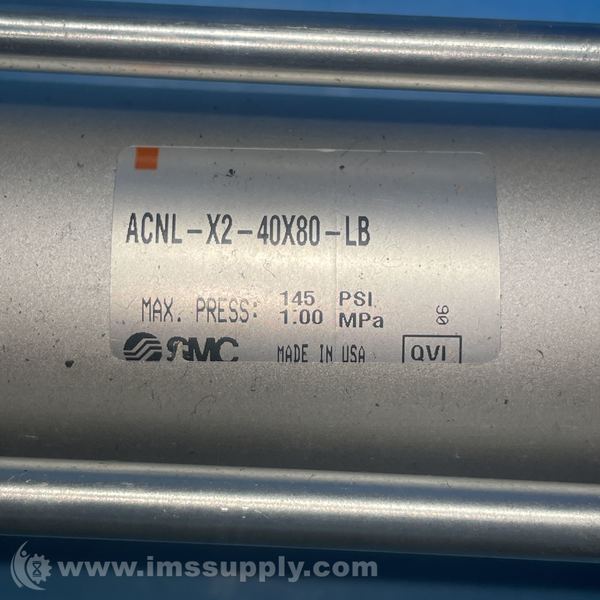 ACNL-X2-40X80-LB
MAX. PRESS: 145 PSI
1.00 MPa
90
SMC MADE IN USA QVL
www.imssupply.com